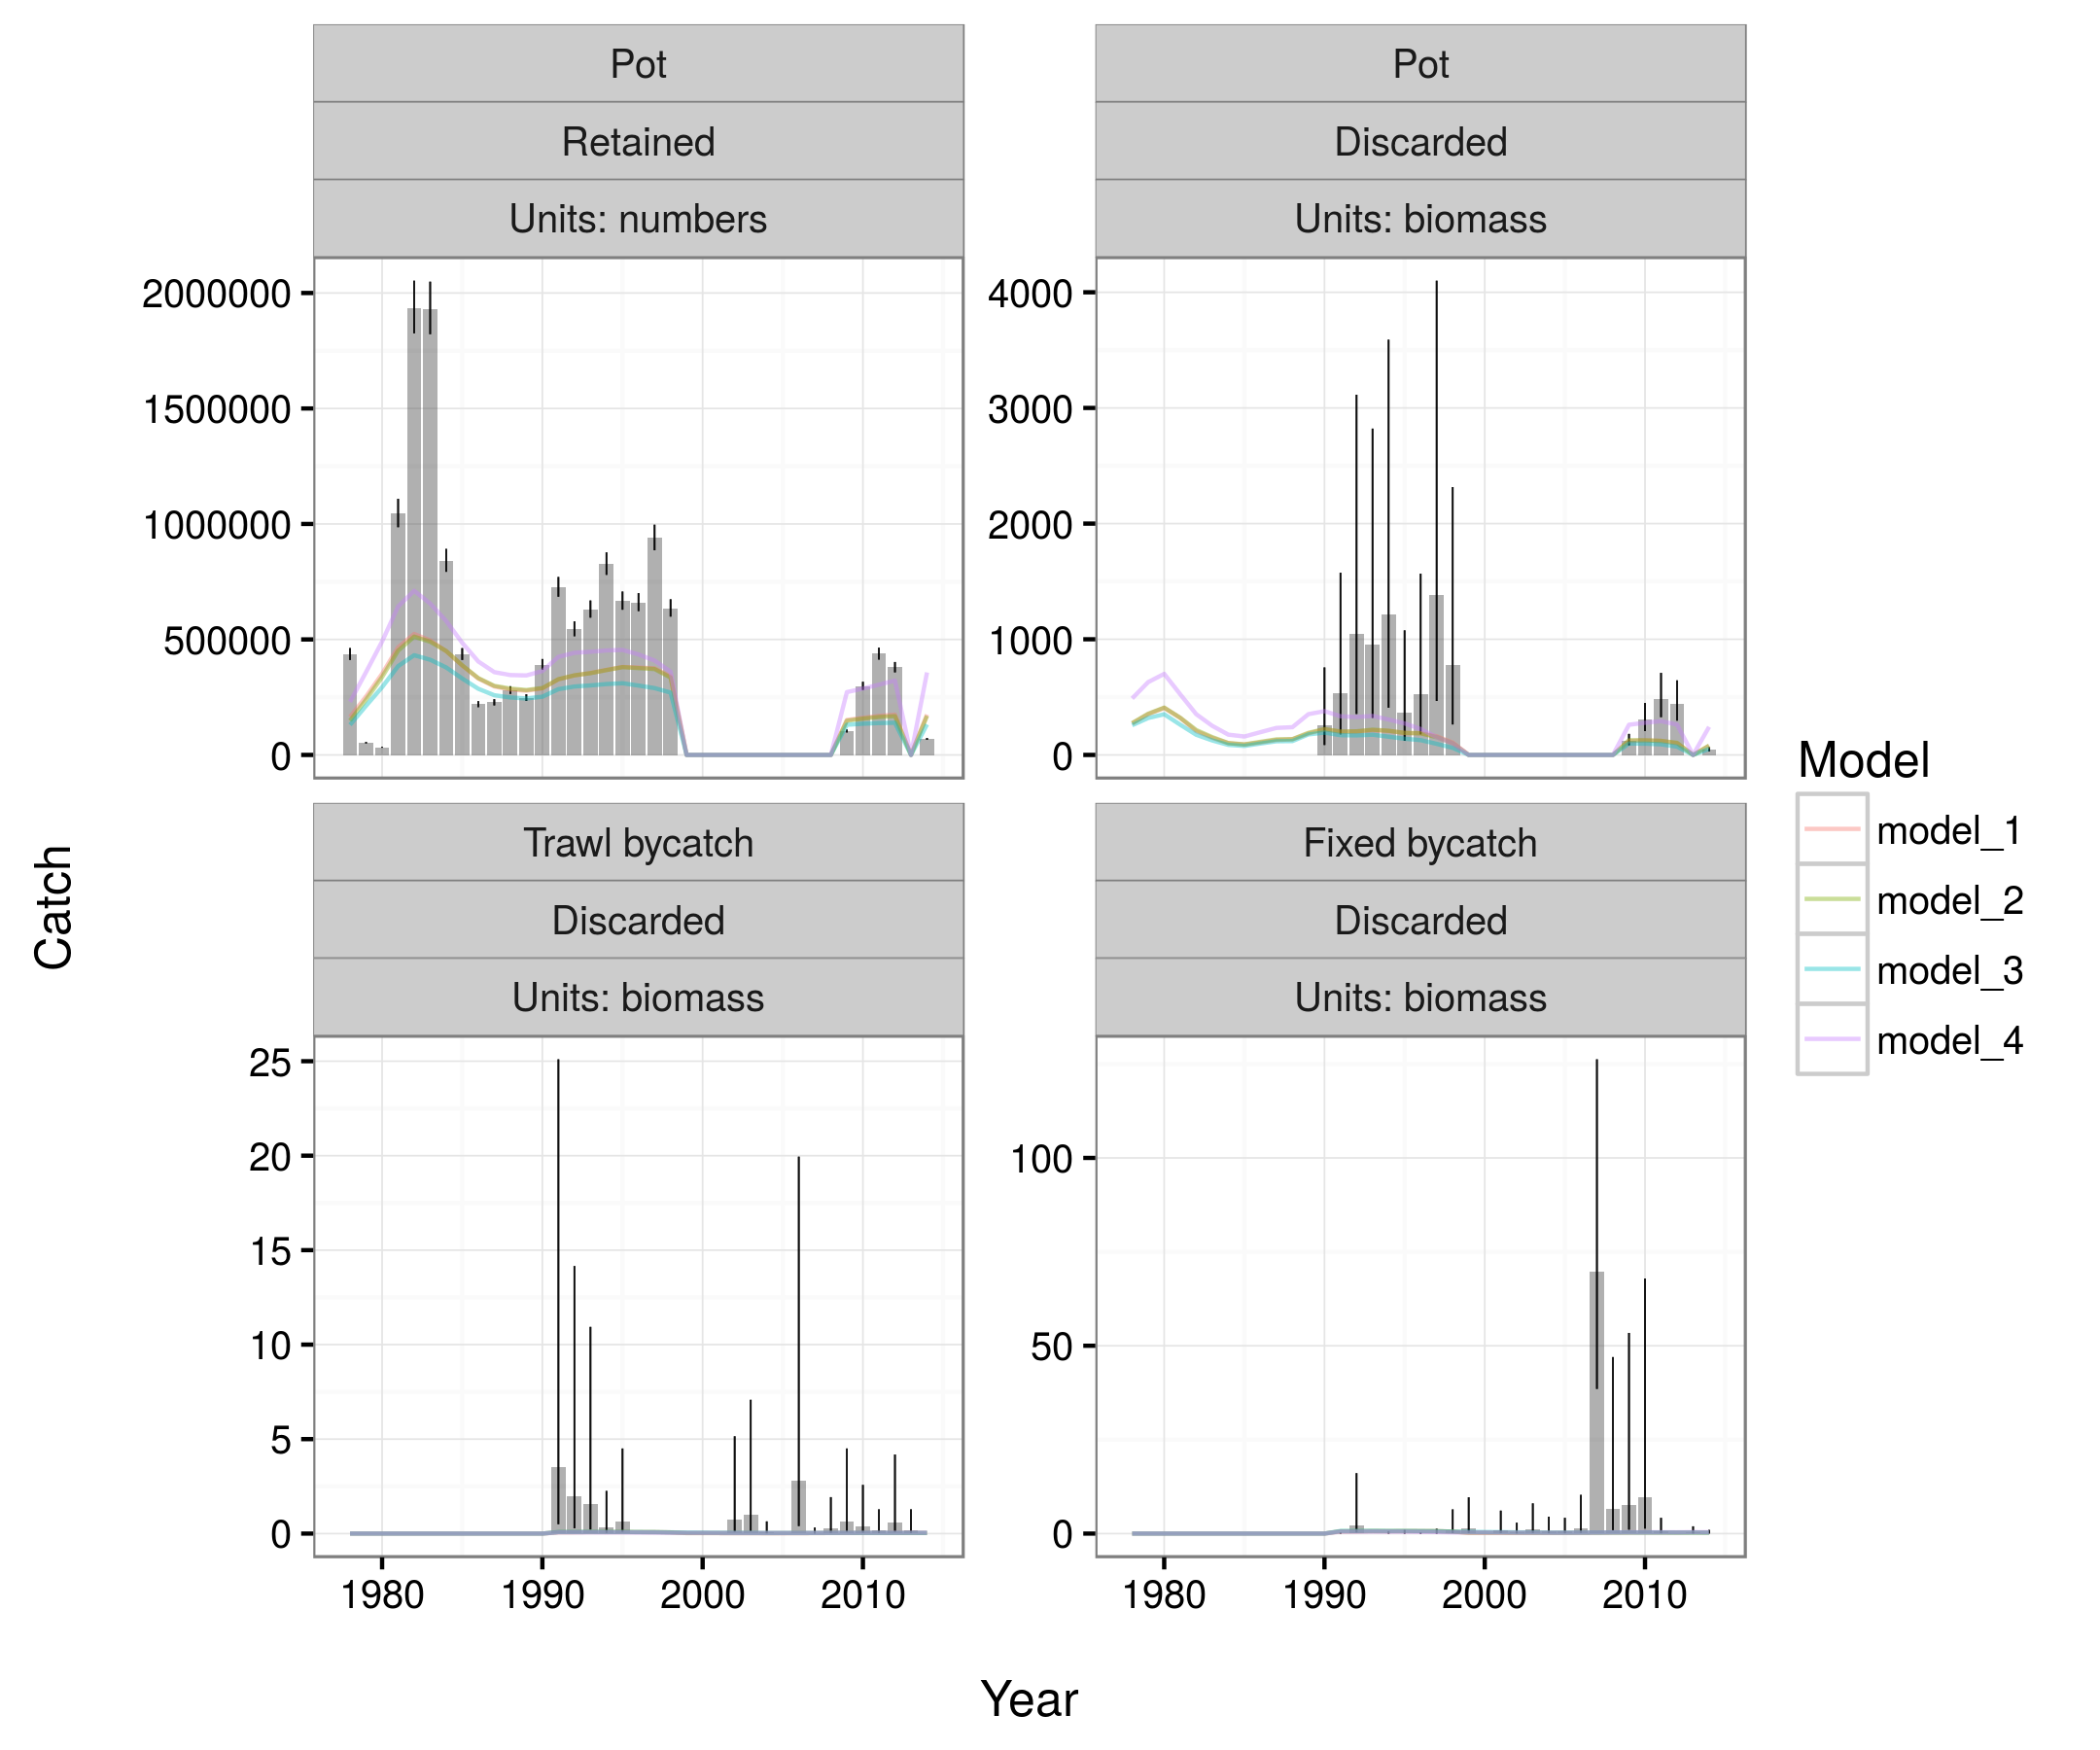 Pot
Retained
Units: numbers
2000000
1500000
1000000
500000
0
Pot
Discarded
Units: biomass
4000
3000
2000
1000
0
Trawl bycatch
Discarded
Units: biomass
25
20
15
10
5
0
1980 1990 2000 2010
Fixed bycatch
Discarded
Units: biomass
100
50
0
1980 1990 2000 2010
Catch
Year
Model
model_1
model_2
model_3
model_4